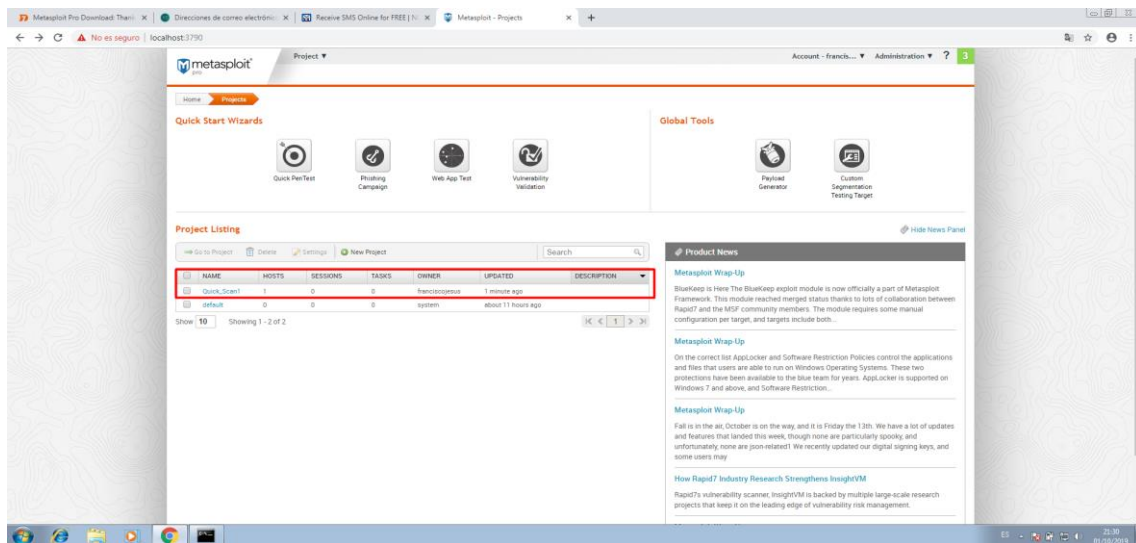 Metasploit Pro Download: Thank
Direcciones de correo electrónic
Receive SMS Online for FREE | N
Metasploit - Projects
No es seguro | localhost:3790
metasploit
pro
Project
Account - francis...
Administration
?
3
Home
Projects
Quick Start Wizards
Global Tools
Quick PenTest
Phishing
Campaign
Web App Test
Vulnerability
Validation
Payload
Generator
Custom
Segmentation
Testing Target
Project Listing
Hide News Panel
Go to Project Delete Settings New Project
Search
NAME HOSTS SESSIONS TASKS OWNER UPDATED DESCRIPTION
Quick_Scan1 1 0 0 franciscojesus 1 minute ago
default 0 0 0 system about 11 hours ago
Show 10 Showing 1 - 2 of 2
1
Product News
Metasploit Wrap-Up
BlueKeep is Here The BlueKeep exploit module is now officially a part of Metasploit
Framework. This module reached merged status thanks to lots of collaboration between
Rapid7 and the MSF community members. The module requires some manual
configuration per target, and targets include both...
Metasploit Wrap-Up
On the correct list AppLocker and Software Restriction Policies control the applications
and files that users are able to run on Windows Operating Systems. These two
protections have been available to the blue team for years. AppLocker is supported on
Windows 7 and above, and Software Restriction...
Metasploit Wrap-Up
Fall is in the air, October is on the way, and it is Friday the 13th. We have a lot of updates
and features that landed this week, though none are particularly spooky, and
unfortunately, none are json-related1 We recently updated our digital signing keys, and
some users may
How Rapid7 Industry Research Strengthens InsightVM
Rapid7s vulnerability scanner, InsightVM is backed by multiple large-scale research
projects that keep it on the leading edge of vulnerability risk management.
ES
21:30
01/10/2019